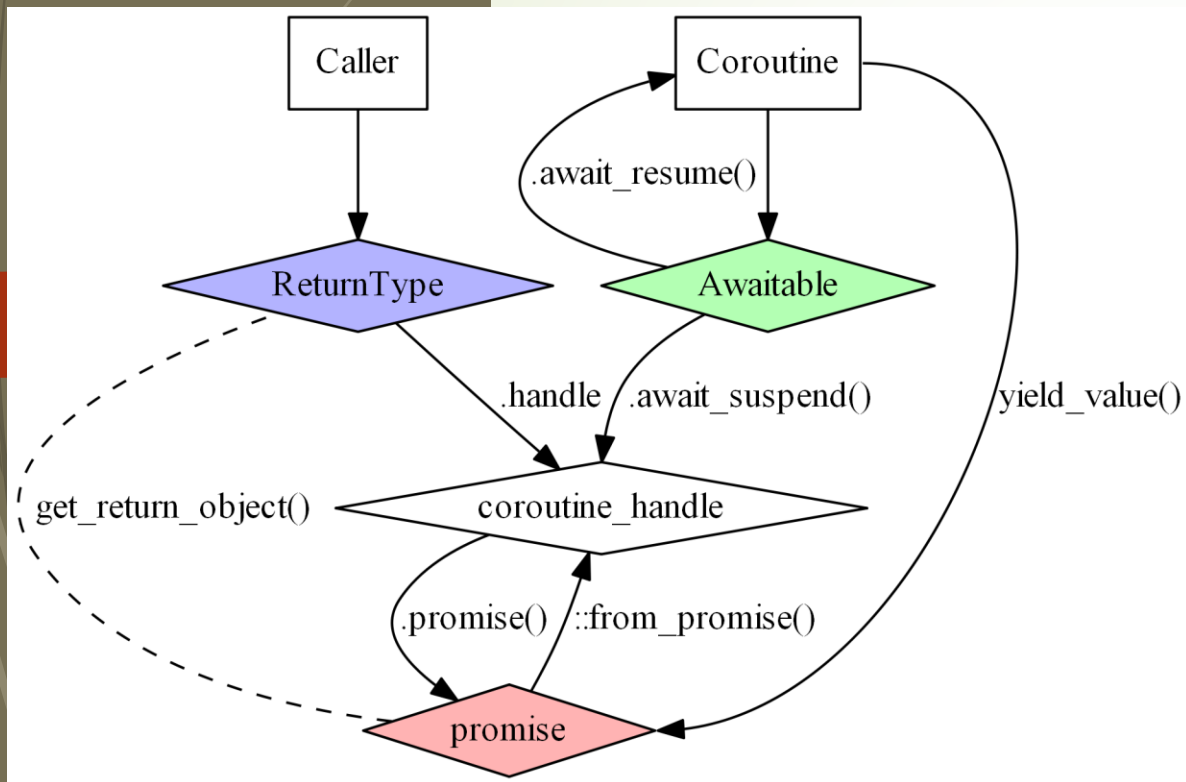 Caller
Coroutine
.await_resume()
ReturnType
Awaitable
.handle
.await_suspend()
yield_value()
get_return_object()
coroutine_handle
.promise()
::from_promise()
promise